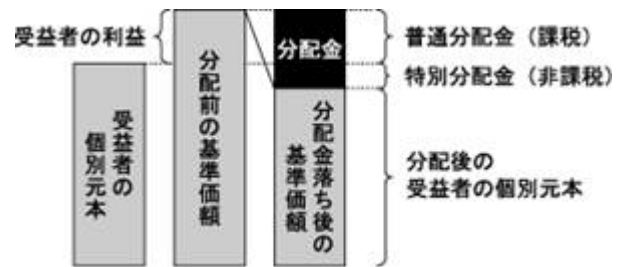 受益者の利益
受益者の
個別元本
分配前の基準価額
分配金
分配金落ち後の
基準価額
普通分配金（課税）
特別分配金（非課税）
分配後の
受益者の個別元本